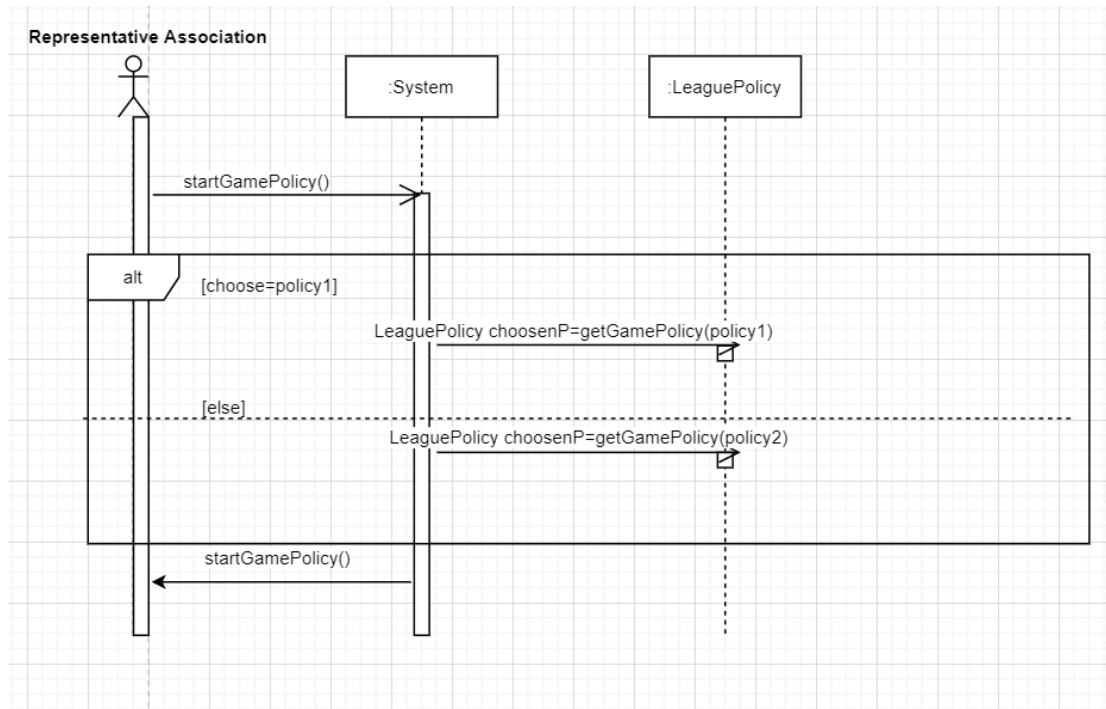 Representative Association
:System
:LeaguePolicy
startGamePolicy()
alt
[choose=policy1]
LeaguePolicy choosenP=getGamePolicy(policy1)
[else]
LeaguePolicy choosenP=getGamePolicy(policy2)
startGamePolicy()